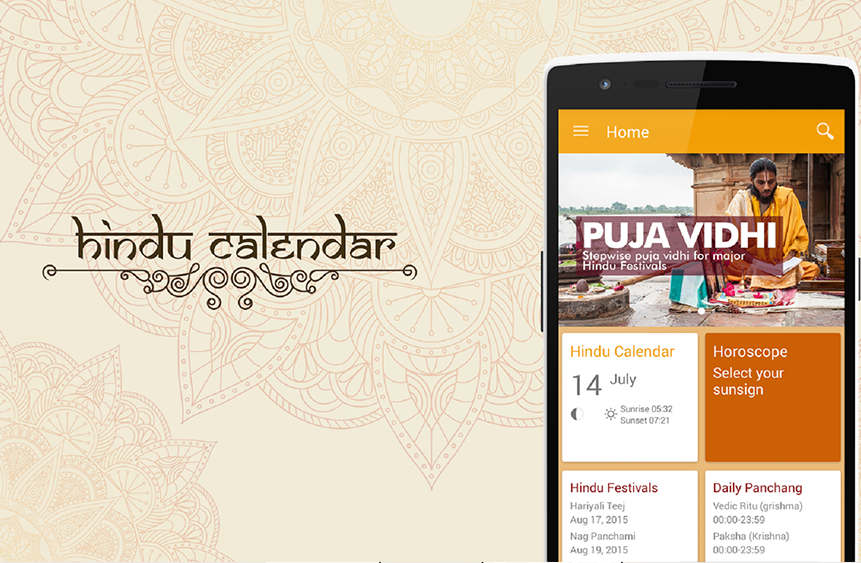 hindu calendar
Home
PUJA VIDHI
Stepwise puja vidhi for major
Hindu Festivals
Hindu Calendar
14 July
Sunrise 05:32
Sunset 07:21
Horoscope
Select your
sunsign
Hindu Festivals
Hariyali Teej
Aug 17, 2015
Nag Panchami
Aug 19, 2015
Daily Panchang
Vedic Ritu (grishma)
00:00-23:59
Paksha (Krishna)
00:00-23:59